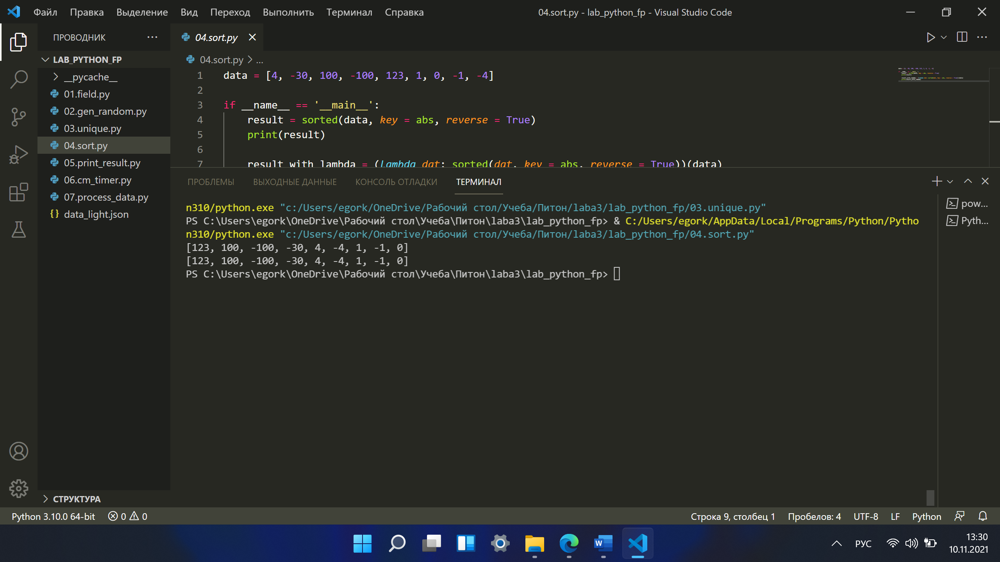 Файл Правка Выделение Вид Переход Выполнить Терминал Справка
04.sort.py - lab_python_fp - Visual Studio Code
ПРОВОДНИК
LAB_PYTHON_FP
__pycache__
01.field.py
02.gen_random.py
03.unique.py
04.sort.py
05.print_result.py
06.cm_timer.py
07.process_data.py
{} data_light.json
СТРУКТУРА
04.sort.py
04.sort.py > ...
1 data = [4, -30, 100, -100, 123, 1, 0, -1, -4]
2
3 if __name__ == '__main__':
4 result = sorted(data, key = abs, reverse = True)
5 print(result)
6
7 result_with_lambda = (lambda dat: sorted(dat, key = abs, reverse = True))(data)
ПРОБЛЕМЫ ВЫХОДНЫЕ ДАННЫЕ КОНСОЛЬ ОТЛАДКИ ТЕРМИНАЛ
n310/python.exe "c:/Users/egork/OneDrive/Рабочий стол/Учеба/Питон/laba3/lab_python_fp/03.unique.py"
PS C:\Users\egork\OneDrive\Рабочий стол\Учеба\Питон\laba3\lab_python_fp> & C:/Users/egork/AppData/Local/Programs/Python/Pytho
n310/python.exe "c:/Users/egork/OneDrive/Рабочий стол/Учеба/Питон/laba3/lab_python_fp/04.sort.py"
[123, 100, -100, -30, 4, -4, 1, -1, 0]
[123, 100, -100, -30, 4, -4, 1, -1, 0]
PS C:\Users\egork\OneDrive\Рабочий стол\Учеба\Питон\laba3\lab_python_fp>
pow...
Pyth...
Python 3.10.0 64-bit 0 0
Строка 9, столбец 1 Пробелов: 4 UTF-8 LF Python
РУС
13:30
10.11.2021